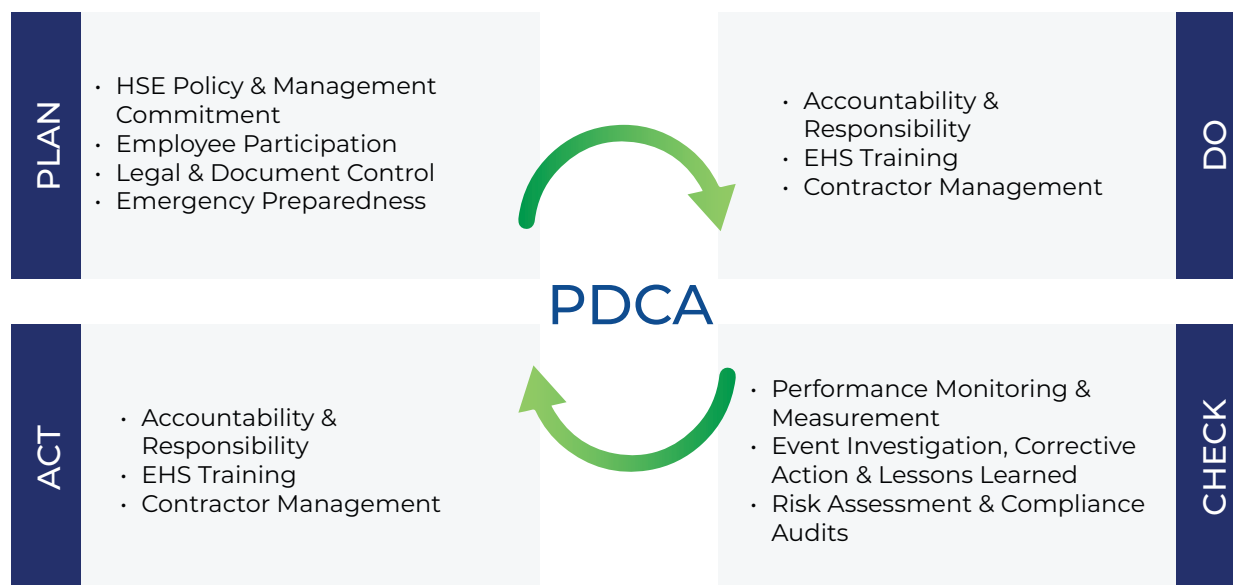 PLAN
• HSE Policy & Management
Commitment
• Employee Participation
• Legal & Document Control
• Emergency Preparedness
• Accountability &
Responsibility
• EHS Training
• Contractor Management
DO
PDCA
ACT
• Accountability &
Responsibility
• EHS Training
• Contractor Management
• Performance Monitoring &
Measurement
• Event Investigation, Corrective
Action & Lessons Learned
• Risk Assessment & Compliance
Audits
CHECK